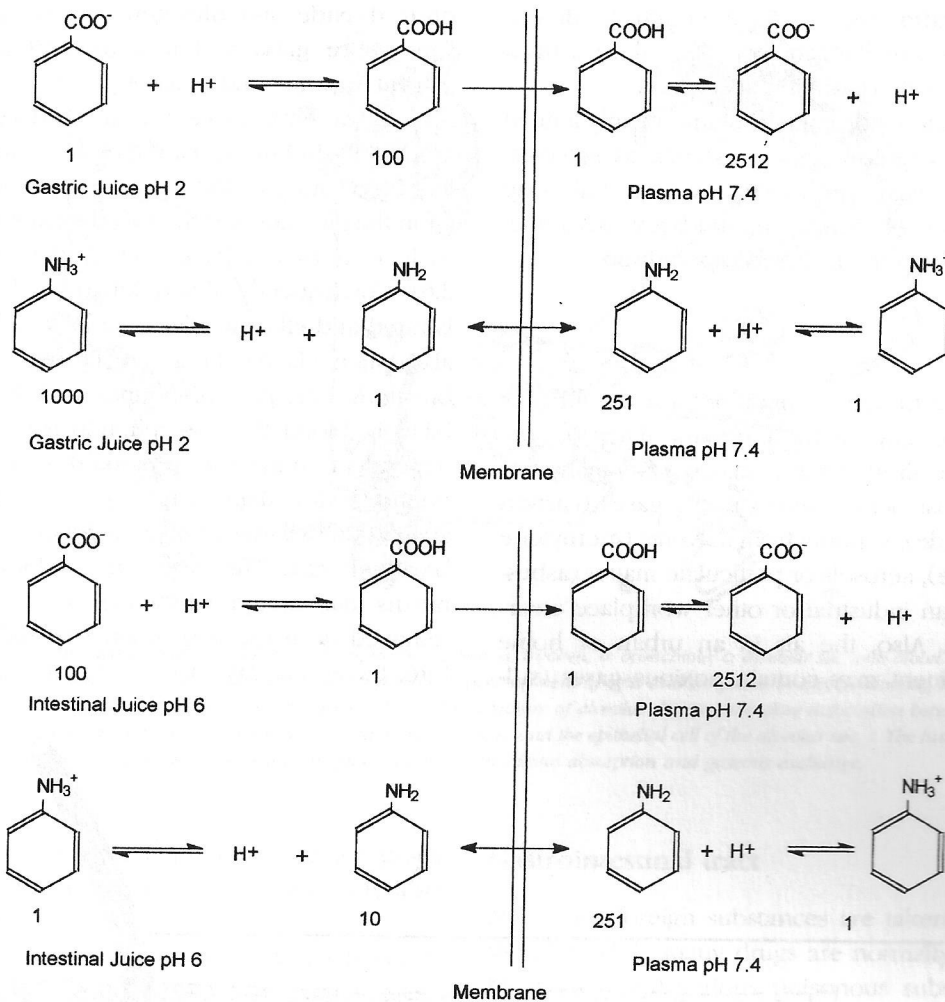 COO⁻ COOH COOH COO⁻
+ H⁺ + H⁺
1 100 1 2512
Gastric Juice pH 2 Plasma pH 7.4
NH₃⁺ NH₂ NH₂ NH₃
H⁺ + + H⁺
1000 1 251 1
Gastric Juice pH 2 Plasma pH 7.4
Membrane
COO⁻ COOH COOH COO⁻
+ H⁺ + H⁺
100 1 1 2512
Intestinal Juice pH 6 Plasma pH 7.4
NH₃⁺ NH₂ NH₂ NH₃⁺
H⁺ + + H⁺
1 10 251 1
Intestinal Juice pH 6 Plasma pH 7.4
Membrane